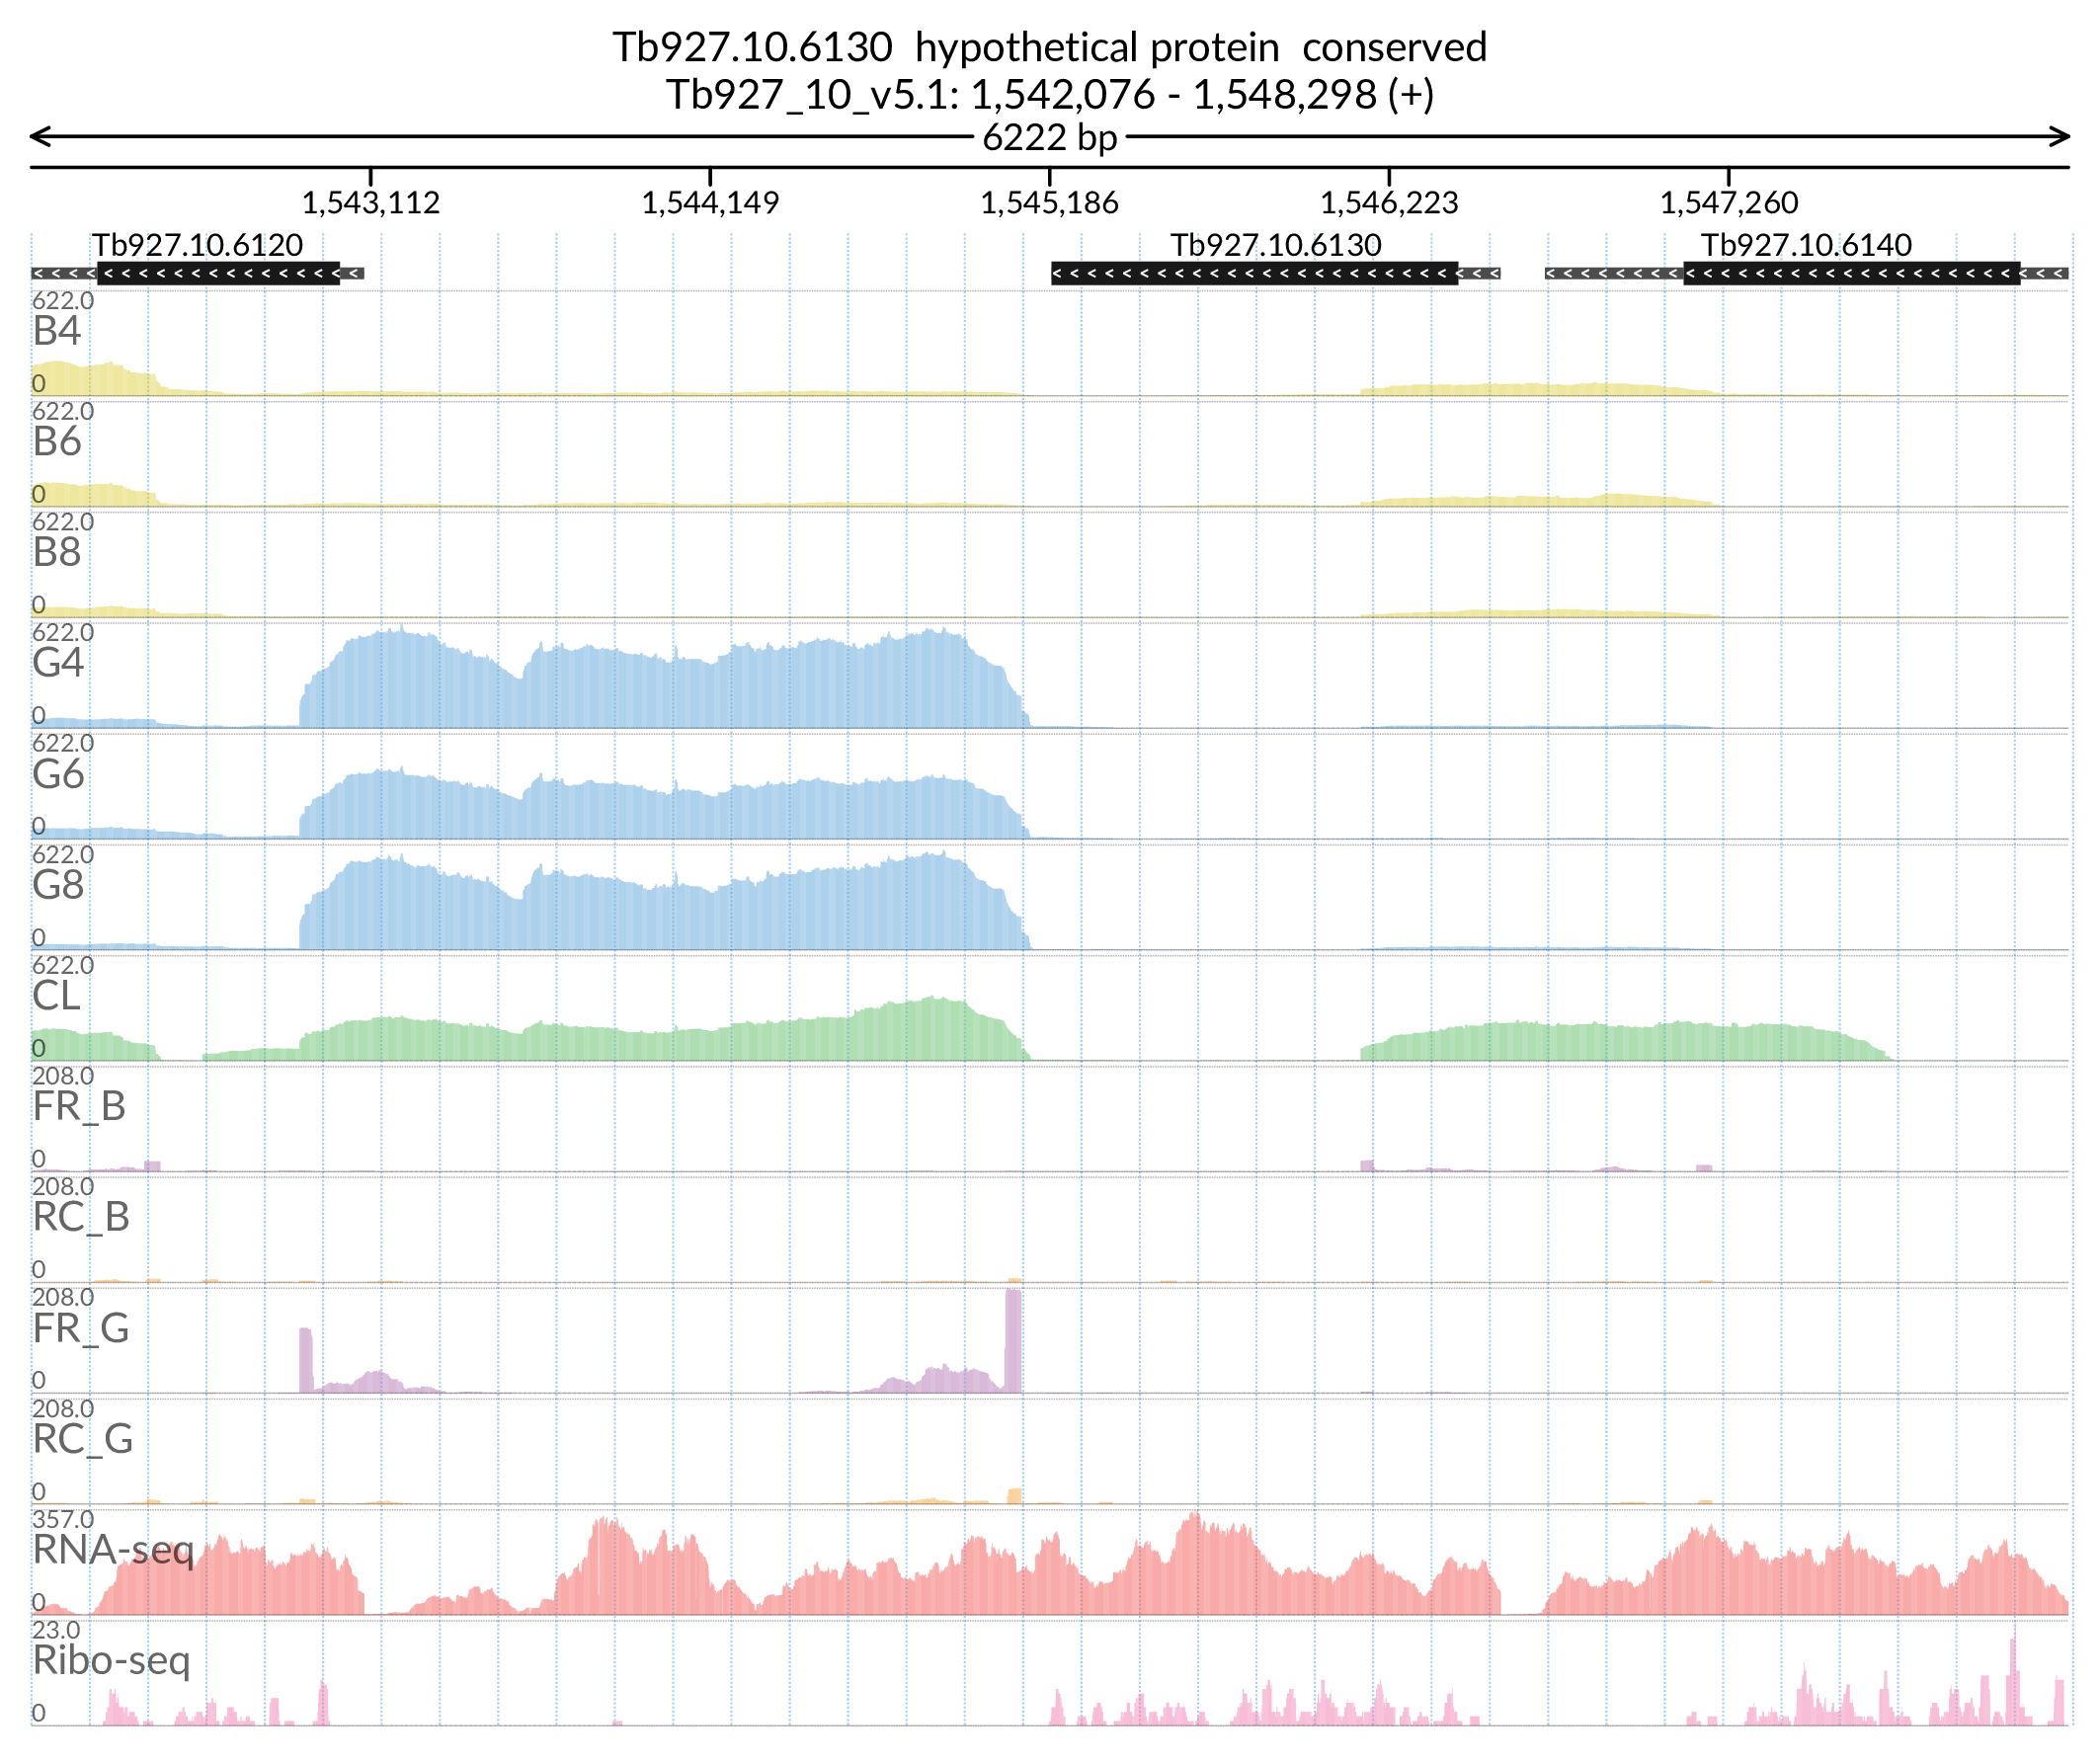 Tb927.10.6130 hypothetical protein conserved
Tb927_10_v5.1: 1,542,076 - 1,548,298 (+)
6222 bp
1,543,112 1,544,149 1,545,186 1,546,223 1,547,260
Tb927.10.6120 Tb927.10.6130 Tb927.10.6140
622.0
B4
0
622.0
B6
0
622.0
B8
0
622.0
G4
0
622.0
G6
0
622.0
G8
0
622.0
CL
0
208.0
FR_B
0
208.0
RC_B
0
208.0
FR_G
0
208.0
RC_G
0
357.0
RNA-seq
0
23.0
Ribo-seq
0